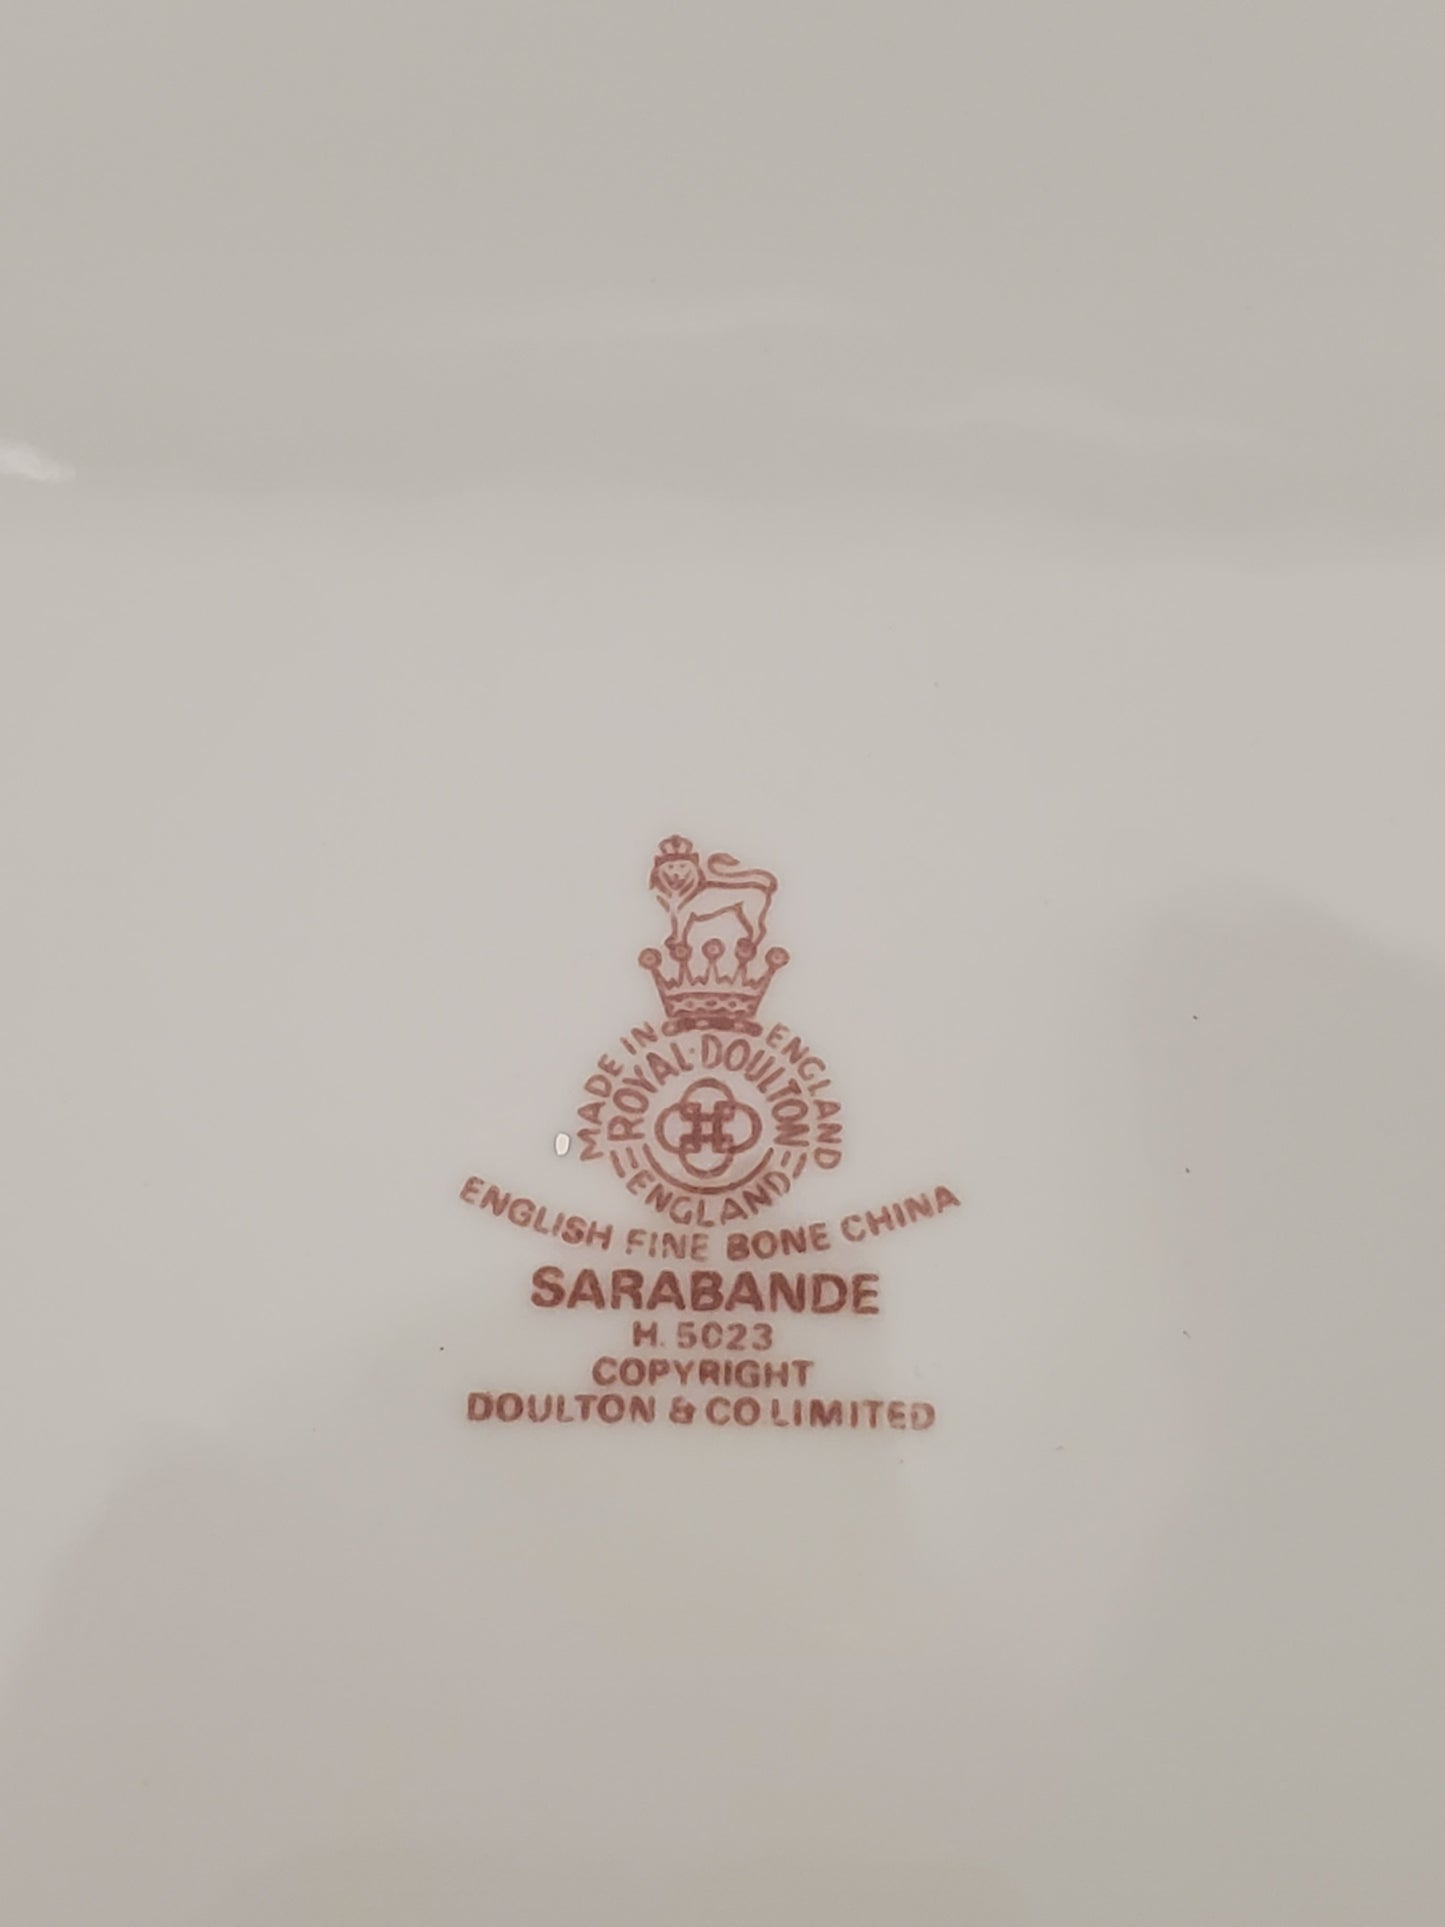 MADE IN ENGLAND
ROYAL·DOULTON
ENGLAND
ENGLISH FINE BONE CHINA
SARABANDE
H. 5023
COPYRIGHT
DOULTON & CO LIMITED